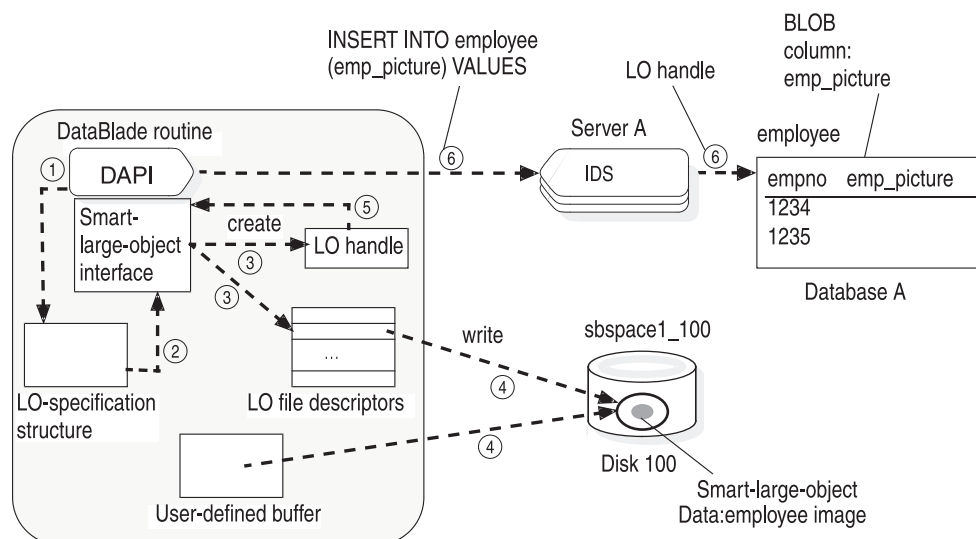 INSERT INTO employee
(emp_picture) VALUES
BLOB
column:
emp_picture
LO handle
DataBlade routine
Server A
employee
1
DAPI
6
IDS
6
empno emp_picture
1234
1235
Smart-
large-object
interface
create
5
3
LO handle
3
Database A
2
...
write
sbspace1_100
4
LO-specification
structure
LO file descriptors
4
Disk 100
User-defined buffer
Smart-large-object
Data:employee image